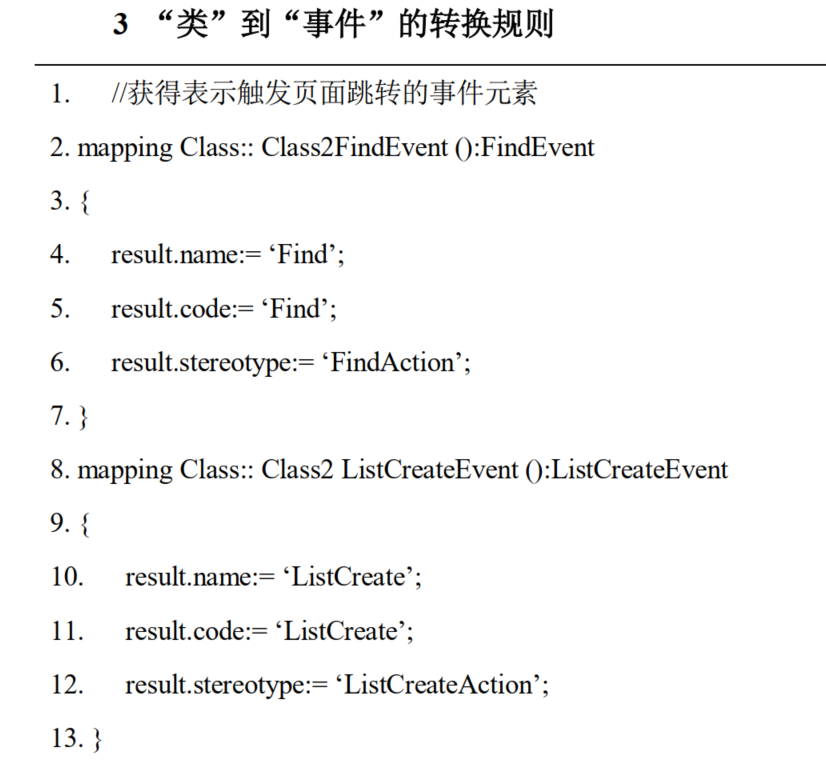 3 “类”到“事件”的转换规则
1. //获得表示触发页面跳转的事件元素
2. mapping Class:: Class2FindEvent ():FindEvent
3. {
4. result.name:= ‘Find’;
5. result.code:= ‘Find’;
6. result.stereotype:= ‘FindAction’;
7. }
8. mapping Class:: Class2 ListCreateEvent ():ListCreateEvent
9. {
10. result.name:= ‘ListCreate’;
11. result.code:= ‘ListCreate’;
12. result.stereotype:= ‘ListCreateAction’;
13. }